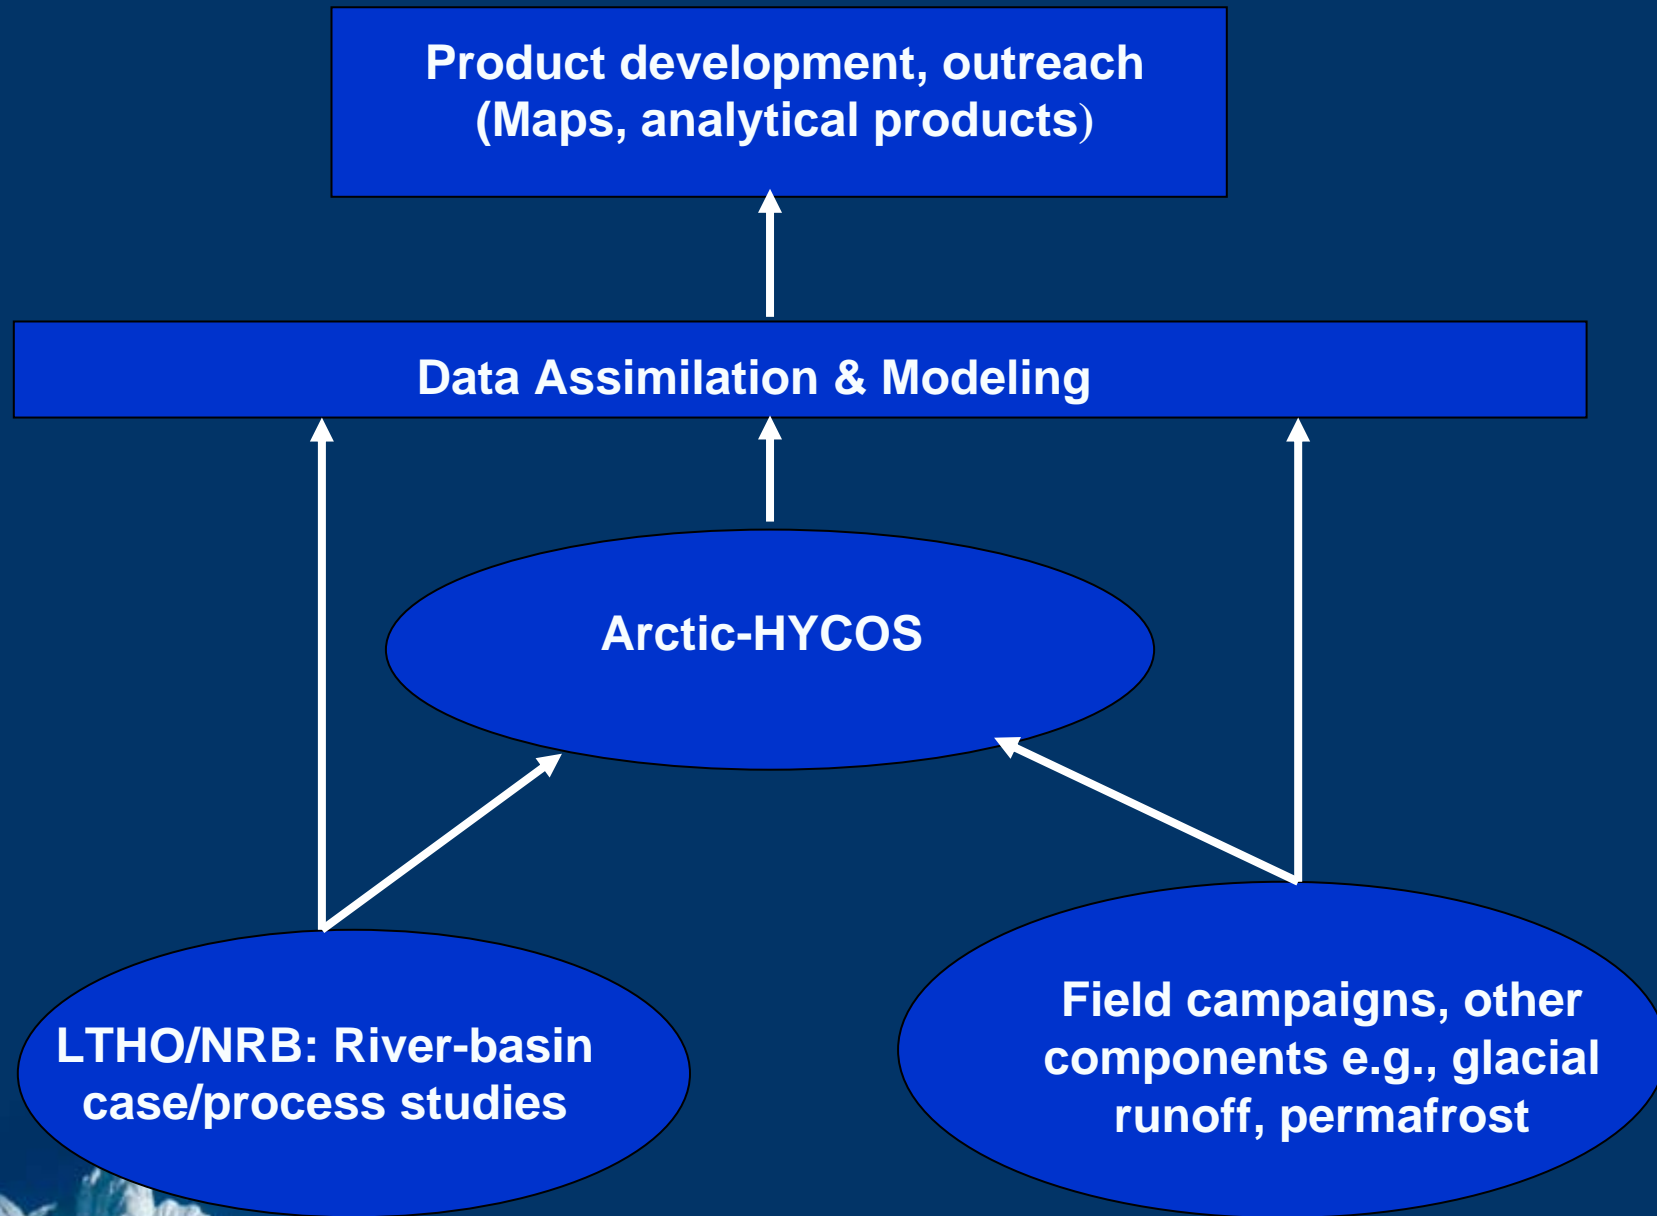 Product development, outreach
(Maps, analytical products)
Data Assimilation & Modeling
Arctic-HYCOS
LTHO/NRB: River-basin
case/process studies
Field campaigns, other
components e.g., glacial
runoff, permafrost